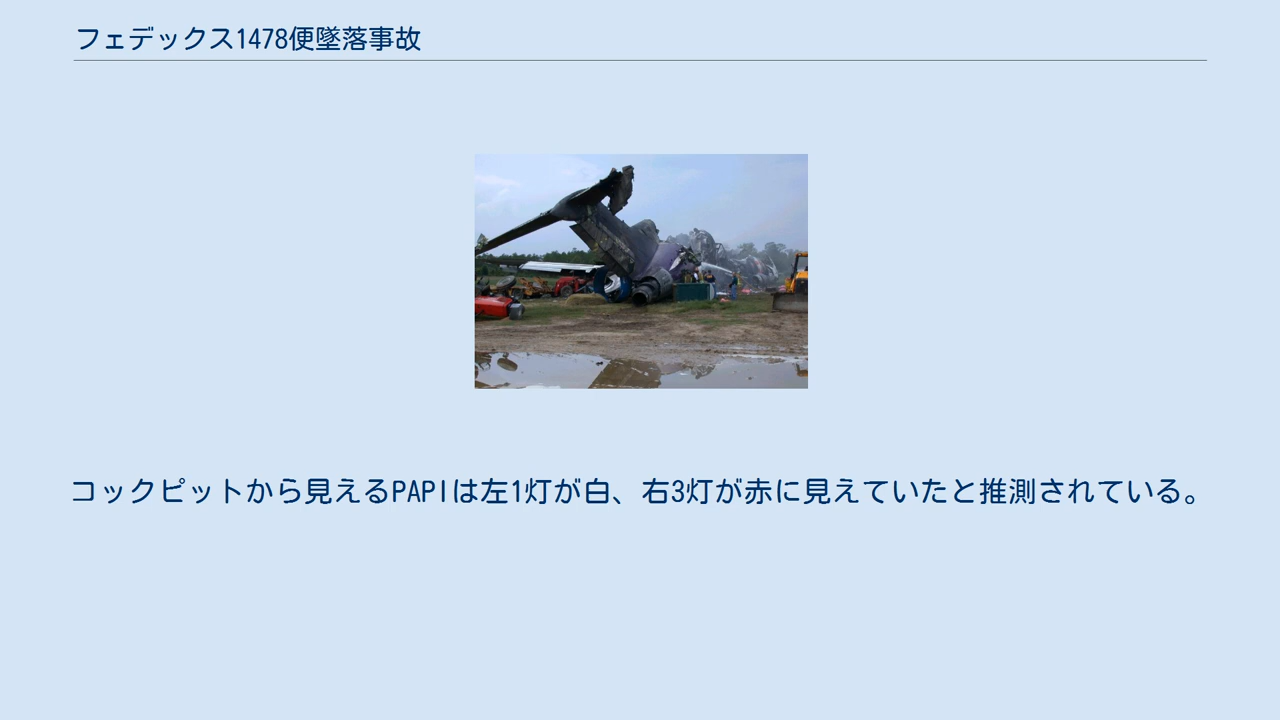 フェデックス1478便墜落事故
コックピットから見えるPAPIは左1灯が白、右3灯が赤に見えていたと推測されている。